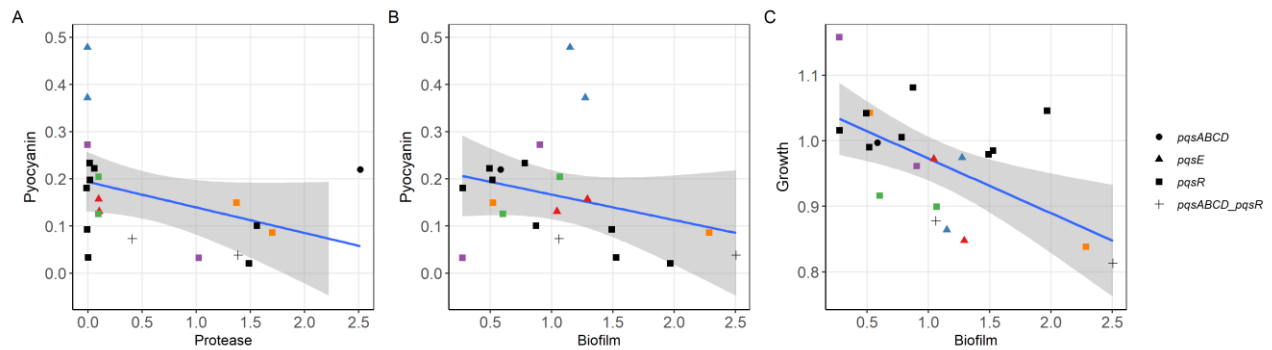 A
B
C
0.5
0.4
0.3
0.2
0.1
0.0
Pyocyanin
0.0 0.5 1.0 1.5 2.0 2.5
Protease
0.5
0.4
0.3
0.2
0.1
0.0
Pyocyanin
0.5 1.0 1.5 2.0 2.5
Biofilm
1.1
1.0
0.9
0.8
Growth
0.5 1.0 1.5 2.0 2.5
Biofilm
pqsABCD
pqsE
pqsR
pqsABCD_pqsR